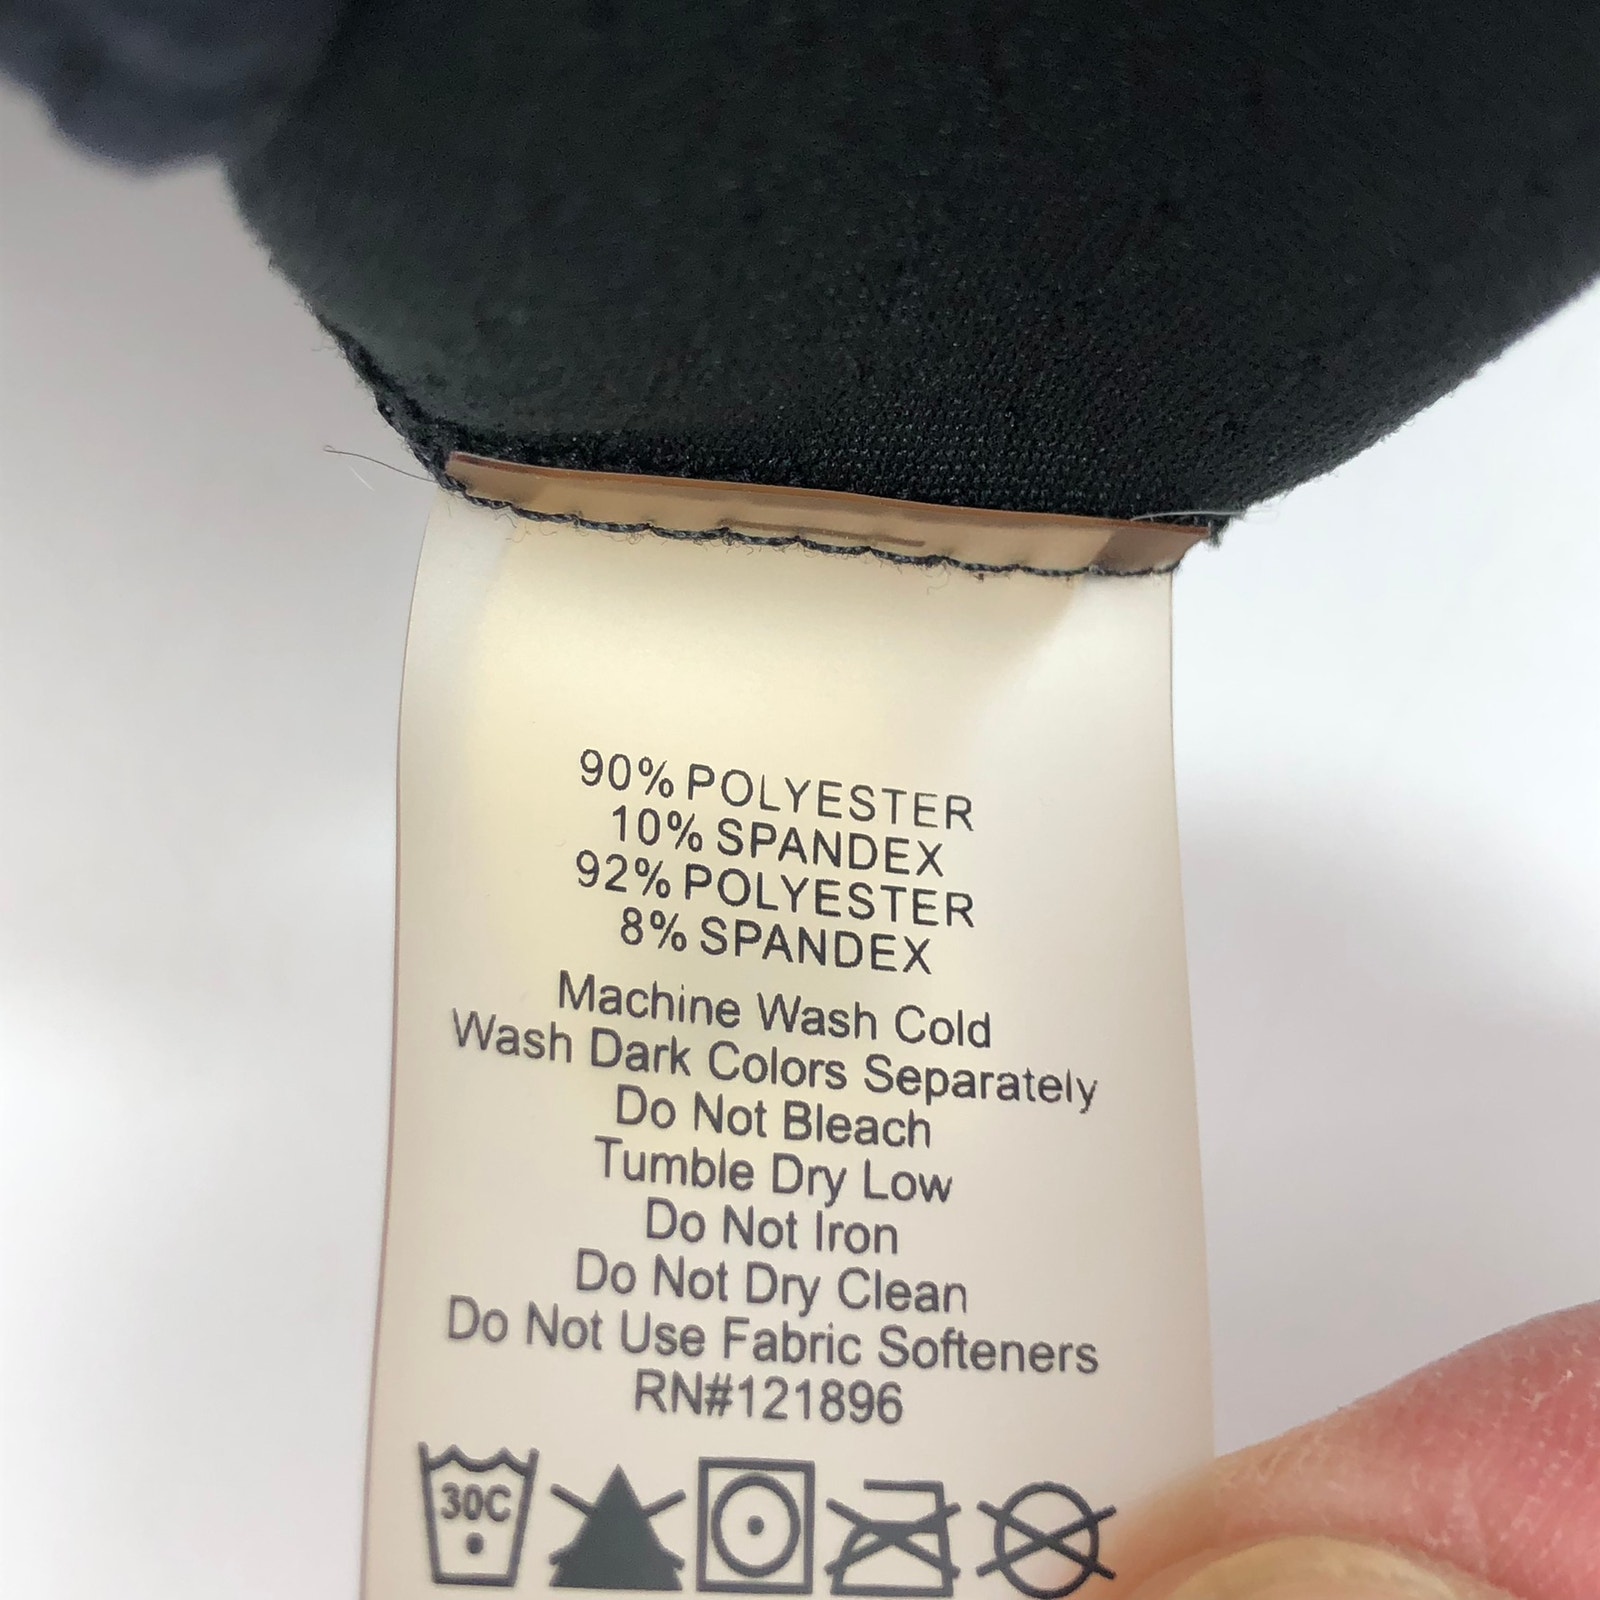 90% POLYESTER
10% SPANDEX
92% POLYESTER
8% SPANDEX
Machine Wash Cold
Wash Dark Colors Separately
Do Not Bleach
Tumble Dry Low
Do Not Iron
Do Not Dry Clean
Do Not Use Fabric Softeners
RN#121896
30C